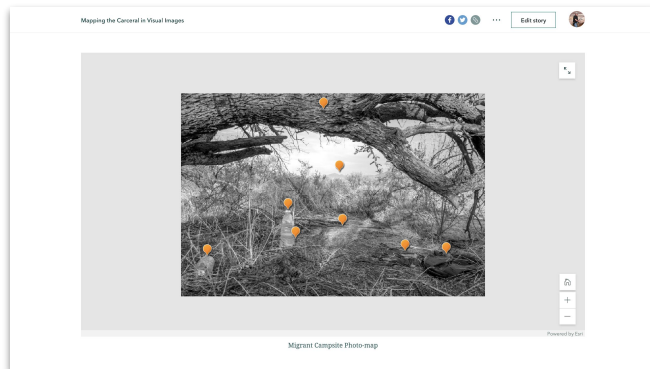 Mapping the Carceral in Visual Images
Edit story
Powered by Esri
Migrant Campsite Photo-map